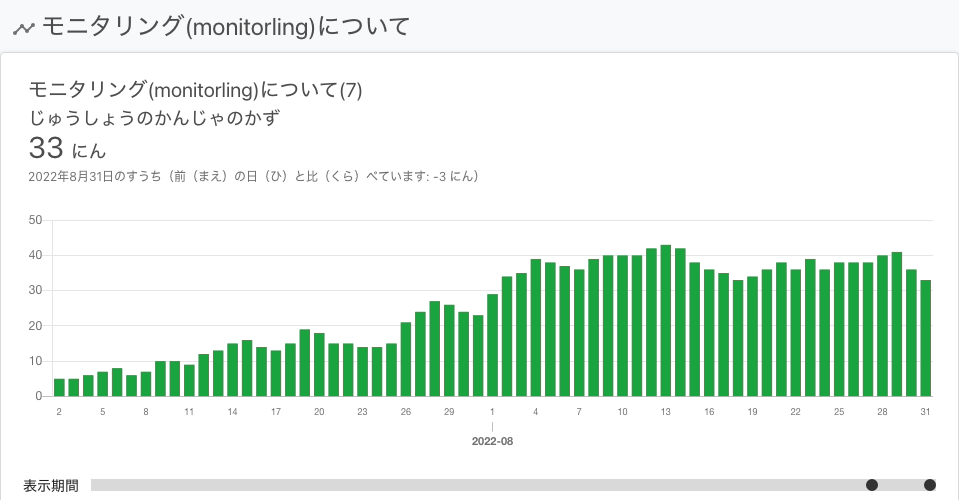 モニタリング(monitorling)について
モニタリング(monitorling)について(7)
じゅうしょうのかんじゃのかず
33 にん
2022年8月31日のすうち（前（まえ）の日（ひ）と比（くら）べています: -3 にん）
50
40
30
20
10
0
2 5 8 11 14 17 20 23 26 29 1 4 7 10 13 16 19 22 25 28 31
2022-08
表示期間